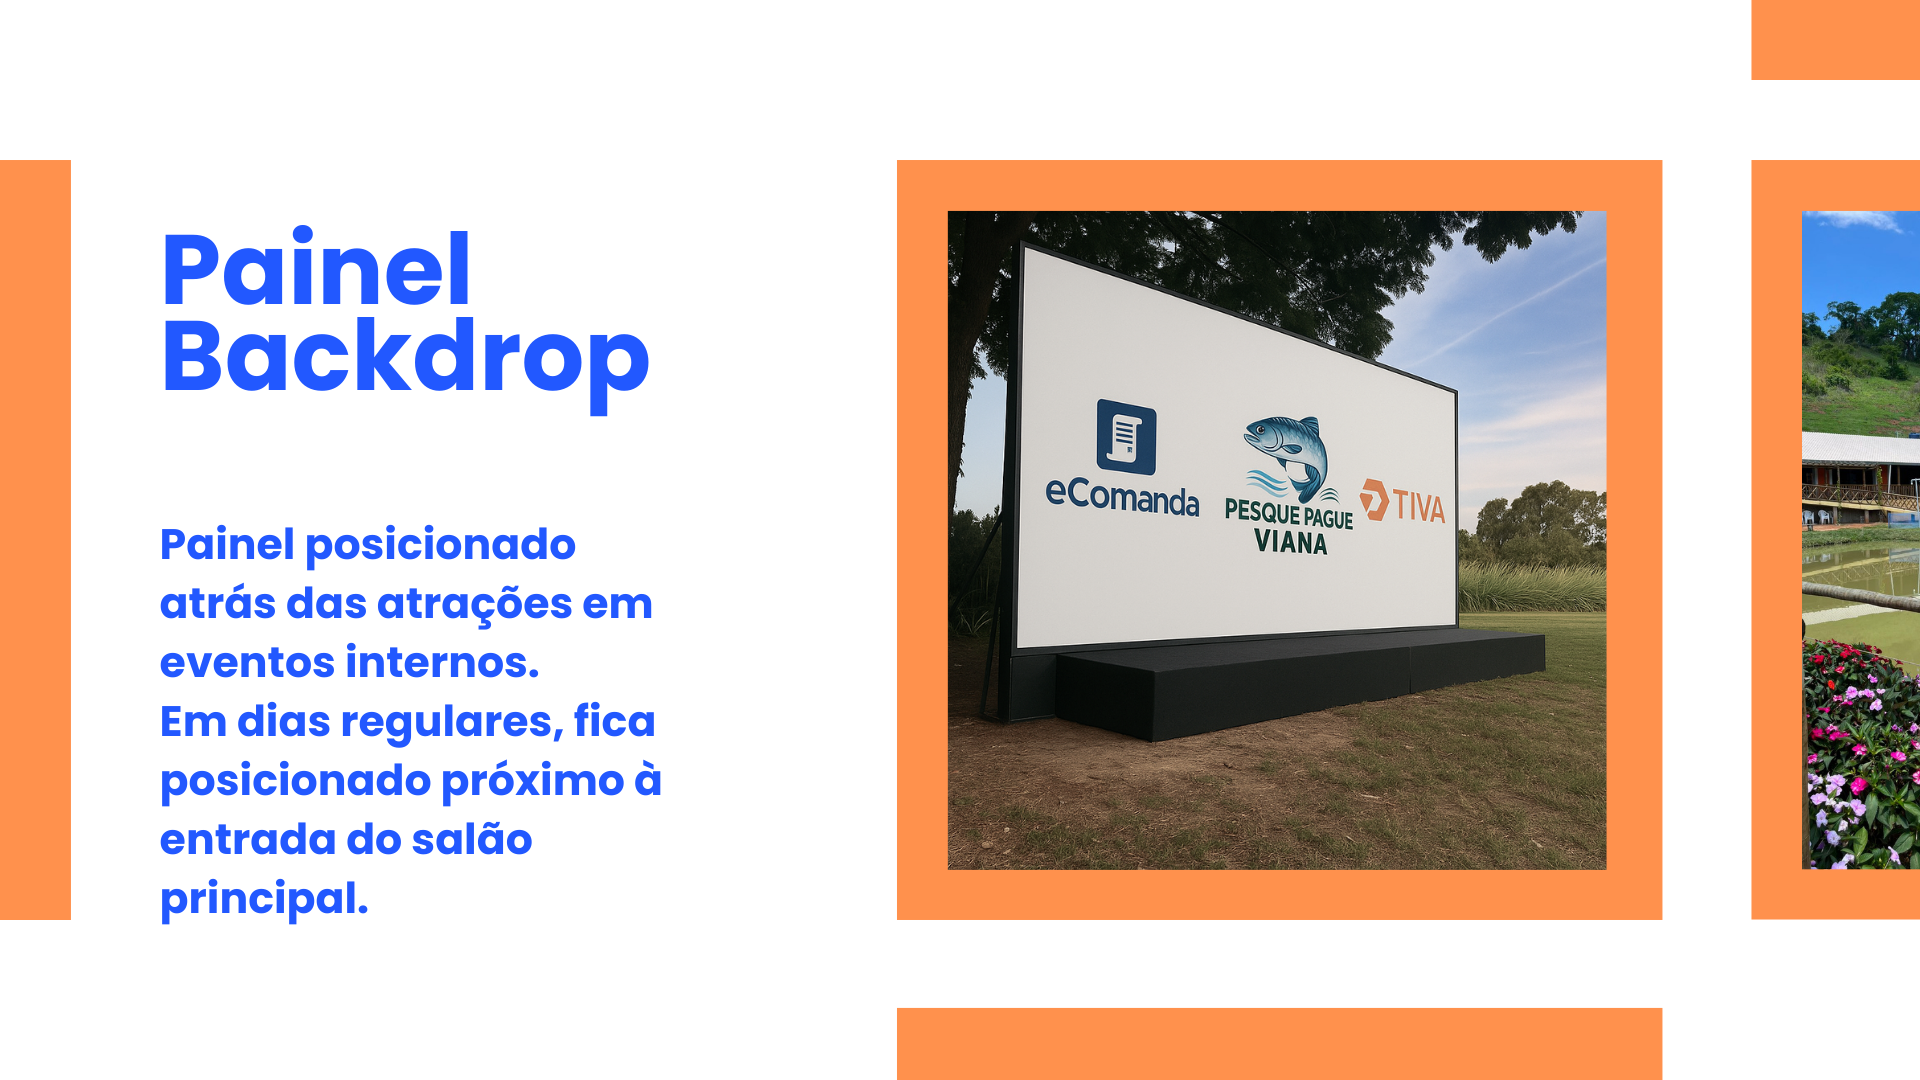 Painel
Backdrop
Painel posicionado
atrás das atrações em
eventos internos.
Em dias regulares, fica
posicionado próximo à
entrada do salão
principal.
eComanda
PESQUE PAGUE
VIANA
TIVA